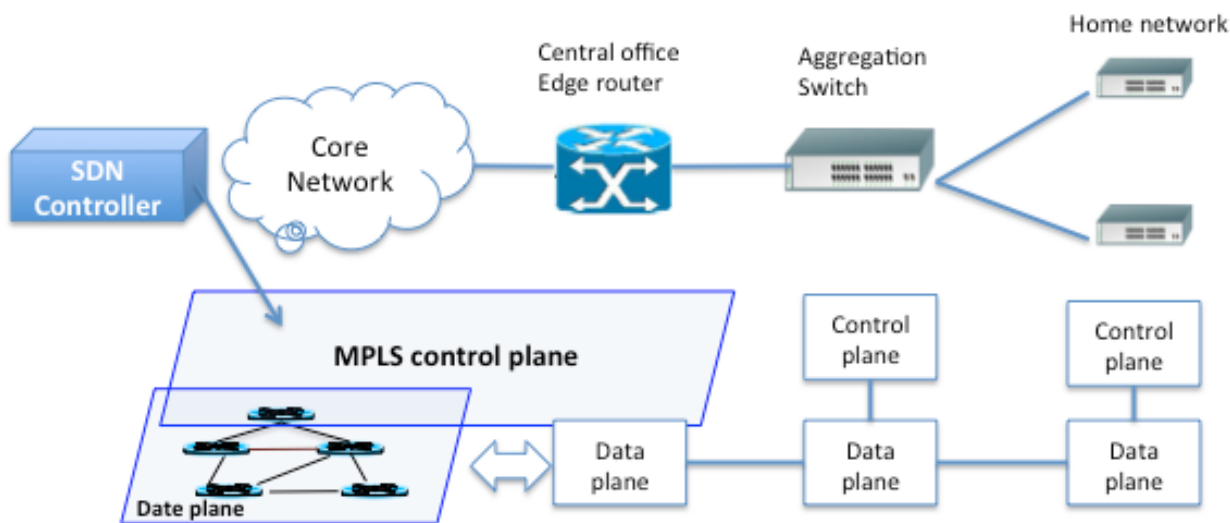 Home network
Central office
Edge router
Aggregation
Switch
Core
Network
SDN
Controller
MPLS control plane
Control
plane
Control
plane
Data
plane
Data
plane
Data
plane
Date plane